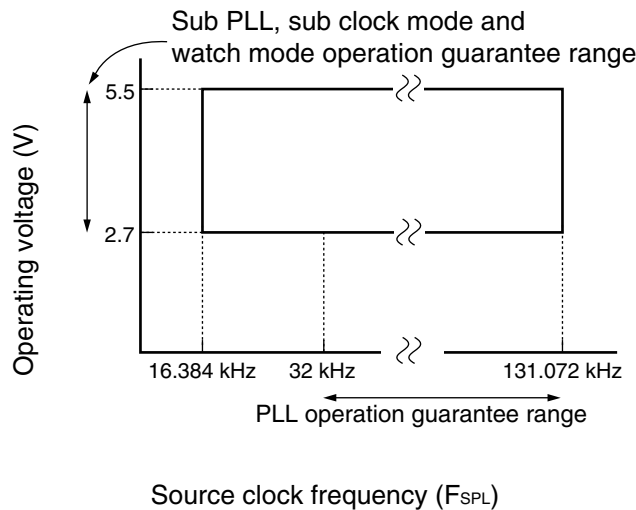 Sub PLL, sub clock mode and
watch mode operation guarantee range
5.5
Operating voltage (V)
2.7
16.384 kHz 32 kHz 131.072 kHz
PLL operation guarantee range
Source clock frequency (FSPL)